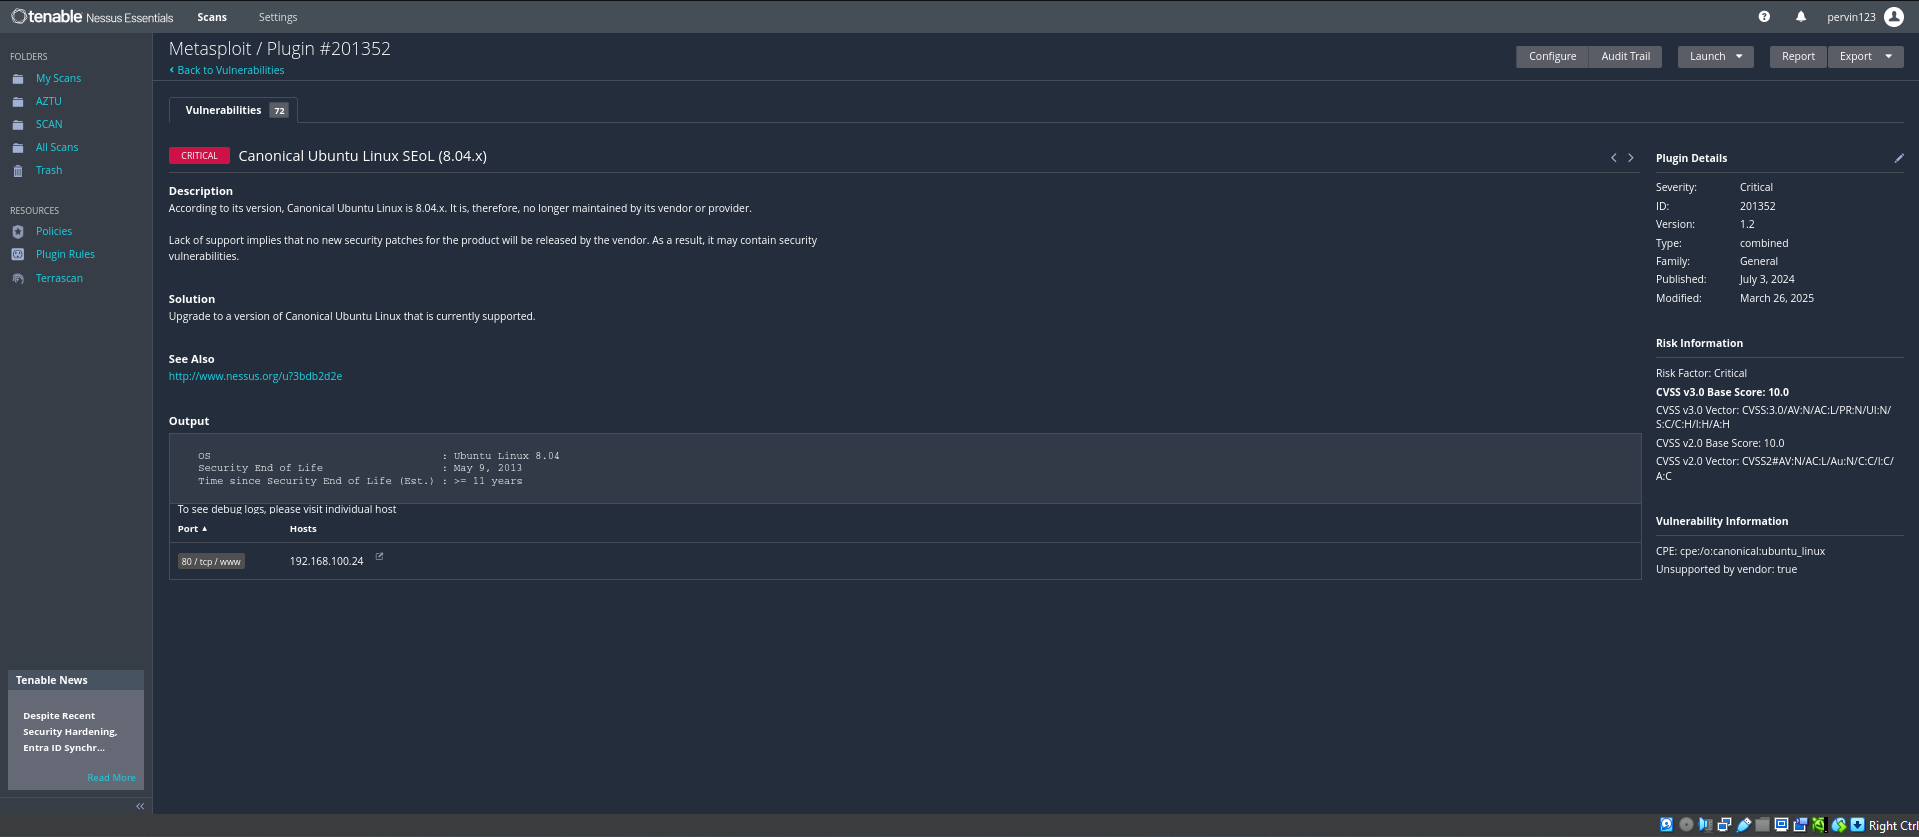 tenable Nessus Essentials Scans Settings pervin123
FOLDERS
My Scans
AZTU
SCAN
All Scans
Trash
RESOURCES
Policies
Plugin Rules
Terrascan
Tenable News
Despite Recent
Security Hardening,
Entra ID Synchr...
Read More
Metasploit / Plugin #201352
Back to Vulnerabilities
Configure Audit Trail Launch Report Export
Vulnerabilities 72
CRITICAL Canonical Ubuntu Linux SEoL (8.04.x)
Description
According to its version, Canonical Ubuntu Linux is 8.04.x. It is, therefore, no longer maintained by its vendor or provider.
Lack of support implies that no new security patches for the product will be released by the vendor. As a result, it may contain security
vulnerabilities.
Solution
Upgrade to a version of Canonical Ubuntu Linux that is currently supported.
See Also
http://www.nessus.org/u?3bdb2d2e
Output
OS : Ubuntu Linux 8.04
Security End of Life : May 9, 2013
Time since Security End of Life (Est.) : >= 11 years
To see debug logs, please visit individual host
Port ▲ Hosts
80 / tcp / www 192.168.100.24
Plugin Details
Severity: Critical
ID: 201352
Version: 1.2
Type: combined
Family: General
Published: July 3, 2024
Modified: March 26, 2025
Risk Information
Risk Factor: Critical
CVSS v3.0 Base Score: 10.0
CVSS v3.0 Vector: CVSS:3.0/AV:N/AC:L/PR:N/UI:N/
S:C/C:H/I:H/A:H
CVSS v2.0 Base Score: 10.0
CVSS v2.0 Vector: CVSS2#AV:N/AC:L/Au:N/C:C/I:C/
A:C
Vulnerability Information
CPE: cpe:/o:canonical:ubuntu_linux
Unsupported by vendor: true
Right Ctrl